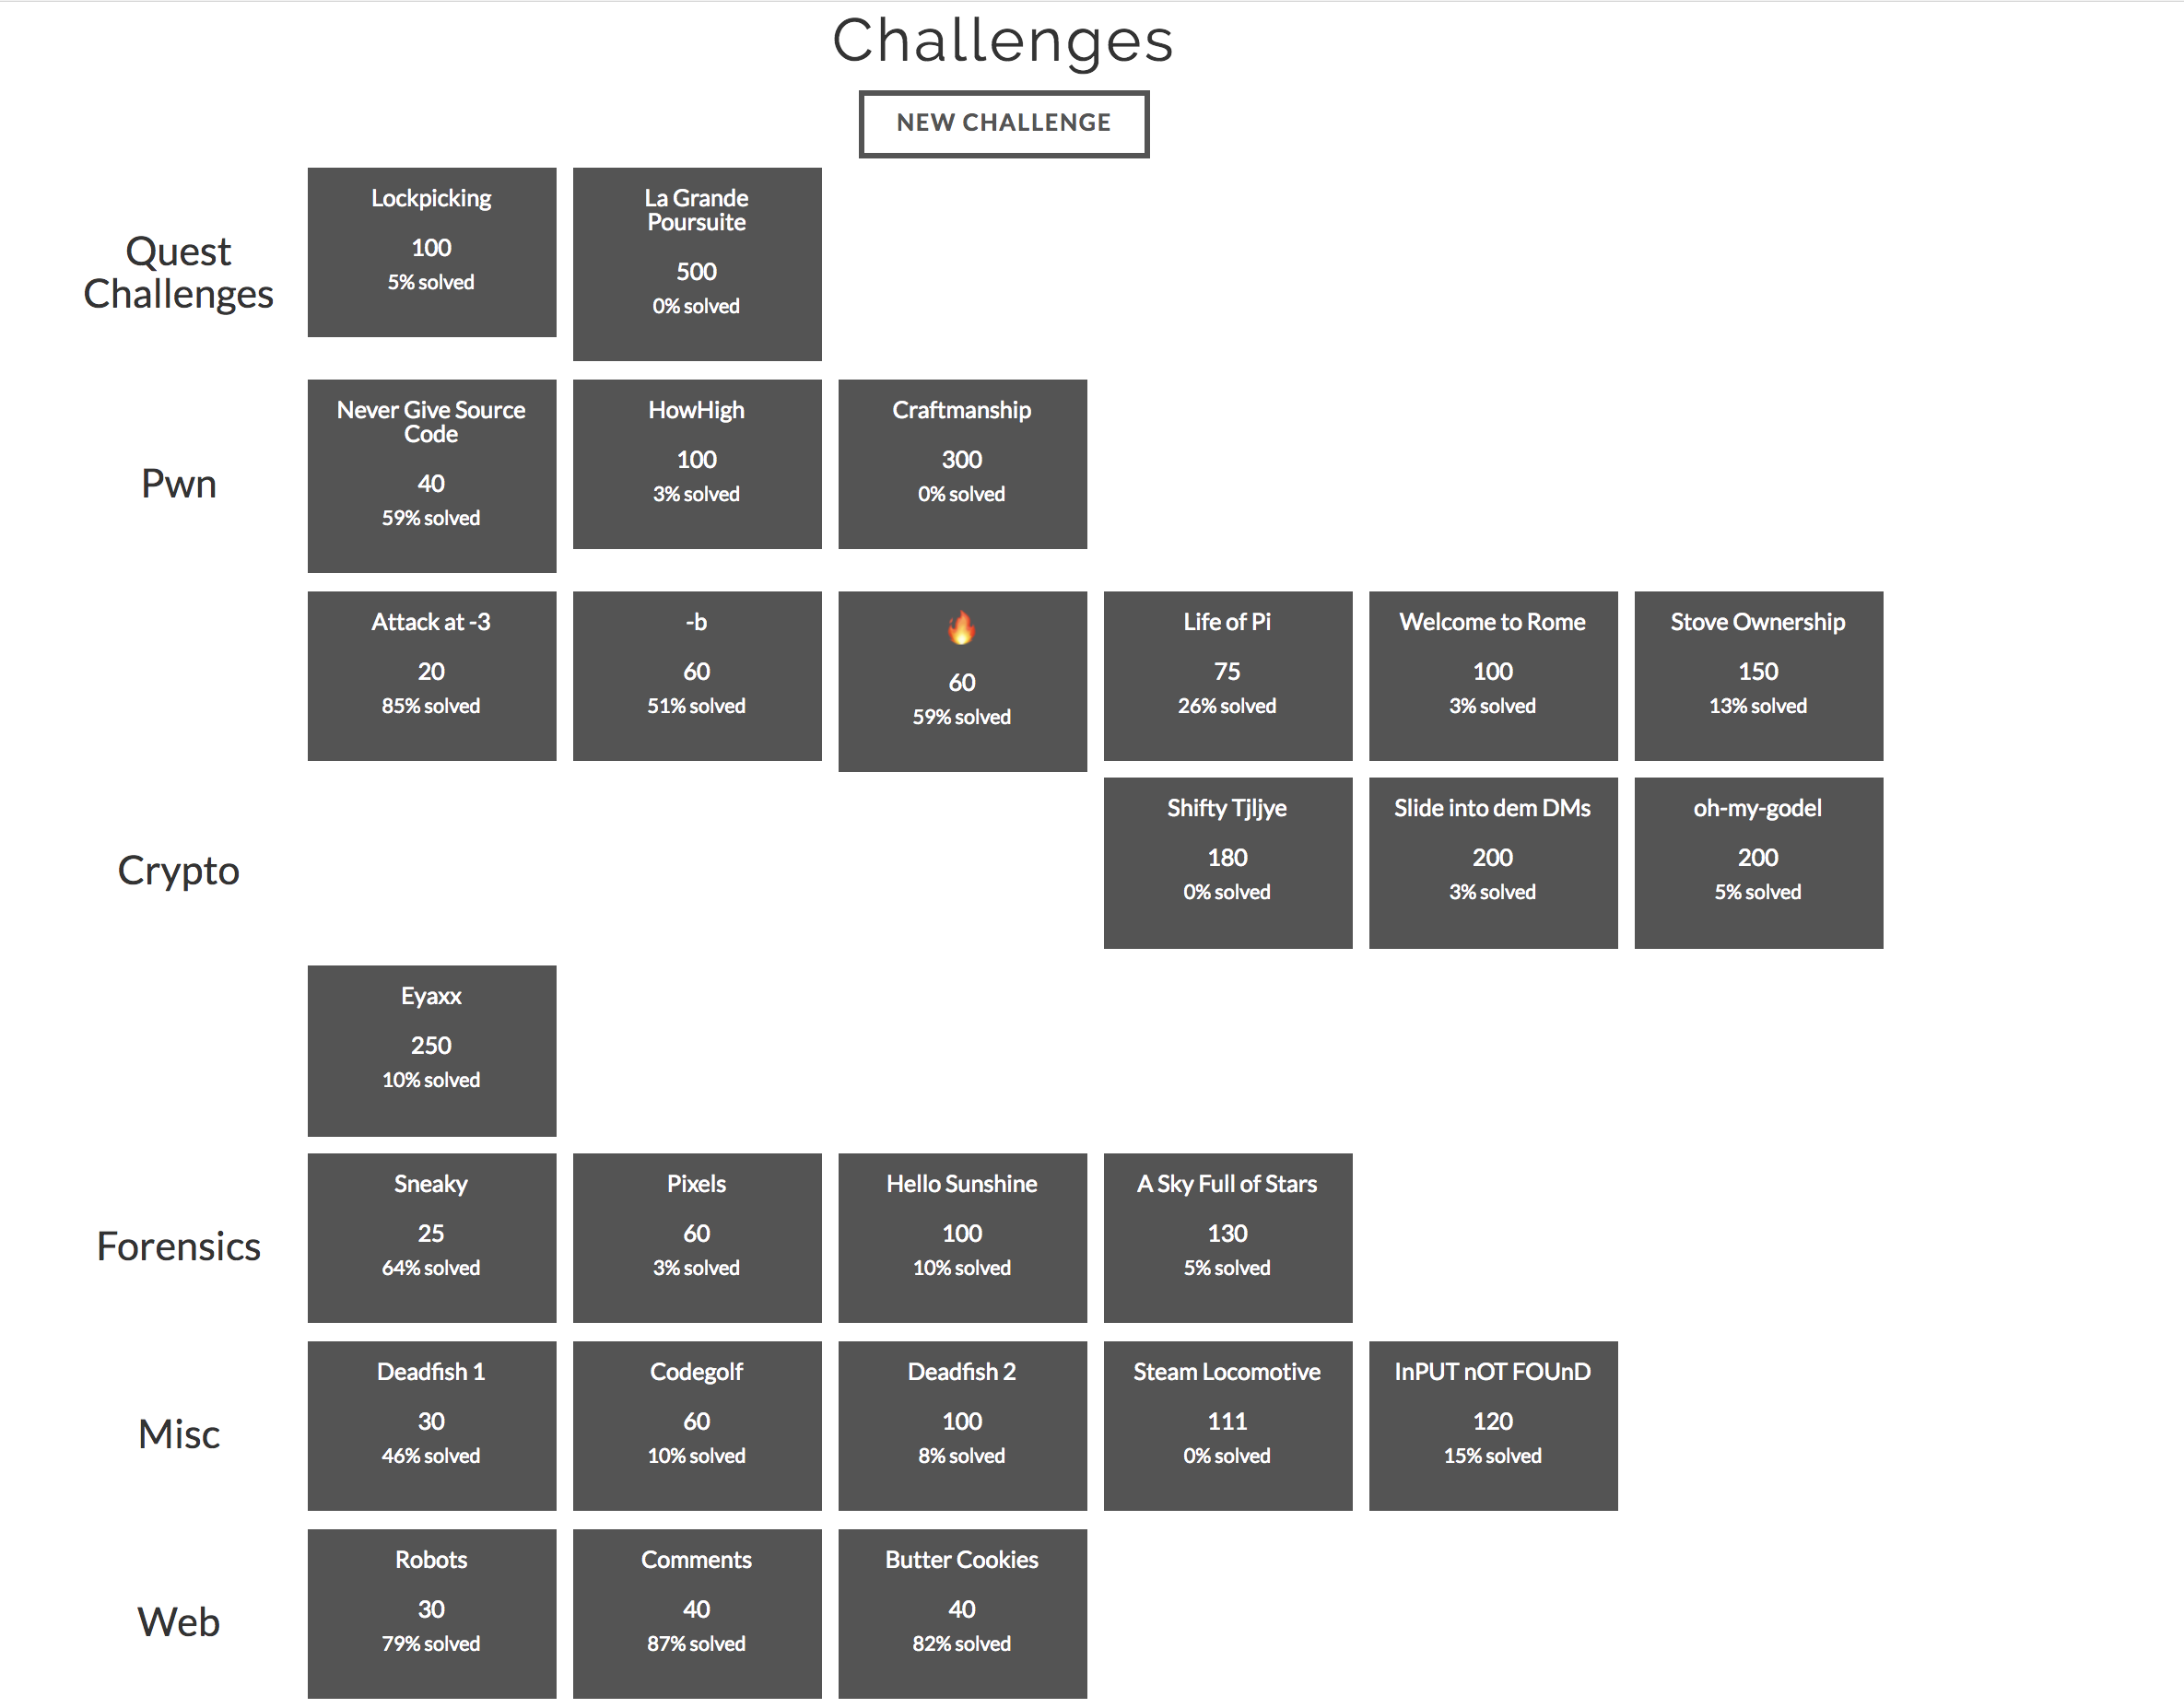 Challenges
NEW CHALLENGE
Quest
Challenges
Lockpicking
100
5% solved
La Grande
Poursuite
500
0% solved
Pwn
Never Give Source
Code
40
59% solved
HowHigh
100
3% solved
Craftmanship
300
0% solved
Crypto
Attack at -3
20
85% solved
-b
60
51% solved
🔥
60
59% solved
Life of Pi
75
26% solved
Welcome to Rome
100
3% solved
Stove Ownership
150
13% solved
Shifty Tjljye
180
0% solved
Slide into dem DMs
200
3% solved
oh-my-godel
200
5% solved
Eyaxx
250
10% solved
Forensics
Sneaky
25
64% solved
Pixels
60
3% solved
Hello Sunshine
100
10% solved
A Sky Full of Stars
130
5% solved
Misc
Deadfish 1
30
46% solved
Codegolf
60
10% solved
Deadfish 2
100
8% solved
Steam Locomotive
111
0% solved
InPUT nOT FOUnD
120
15% solved
Web
Robots
30
79% solved
Comments
40
87% solved
Butter Cookies
40
82% solved